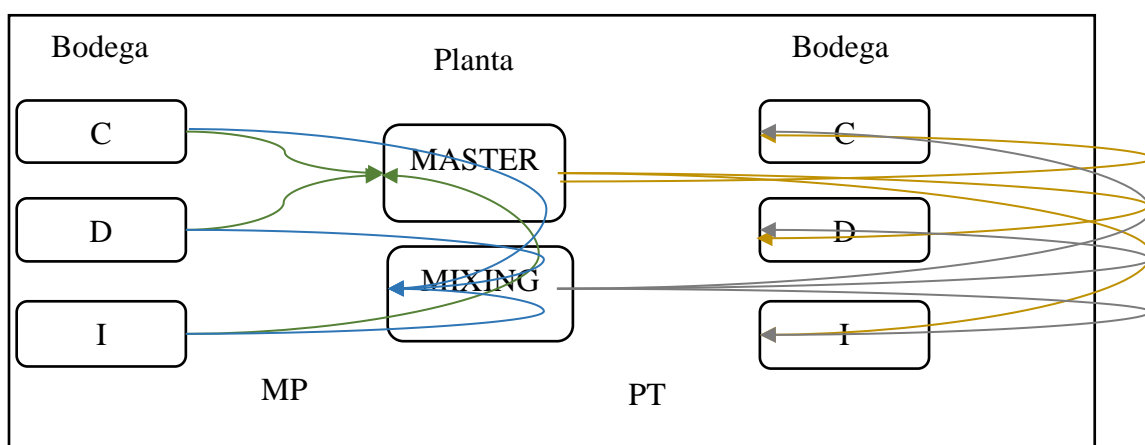 Bodega
Planta
Bodega
C
MASTER
C
D
D
MIXING
I
I
MP
PT